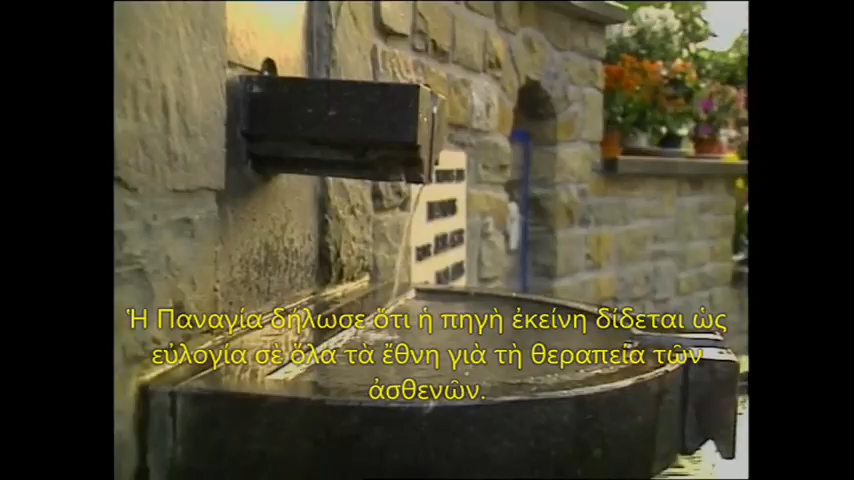 Ἡ Παναγία δήλωσε ὅτι ἡ πηγὴ ἐκείνη δίδεται ὡς
εὐλογία σὲ ὅλα τὰ ἔθνη γιὰ τὴ θεραπεία τῶν
ἀσθενῶν.